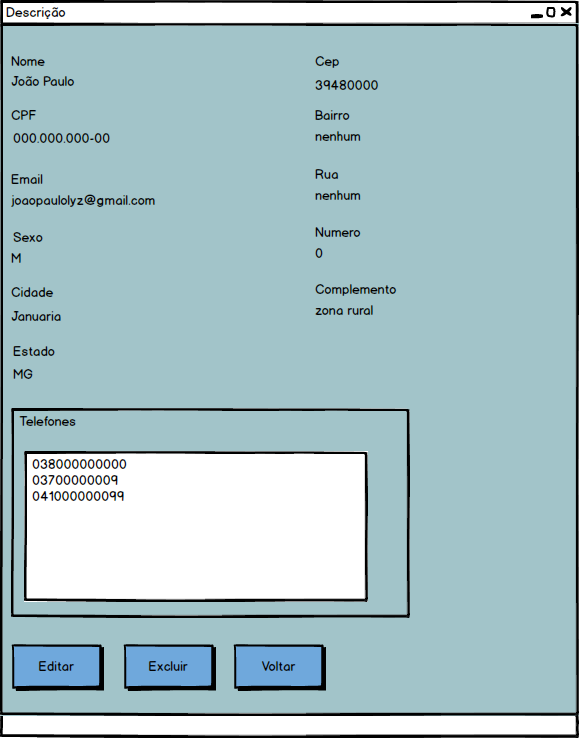 Descrição
Nome
João Paulo
CPF
000.000.000-00
Email
joaopaulolyz@gmail.com
Sexo
M
Cidade
Januaria
Estado
MG
Cep
39480000
Bairro
nenhum
Rua
nenhum
Numero
0
Complemento
zona rural
Telefones
038000000000
03700000009
041000000099
Editar
Excluir
Voltar